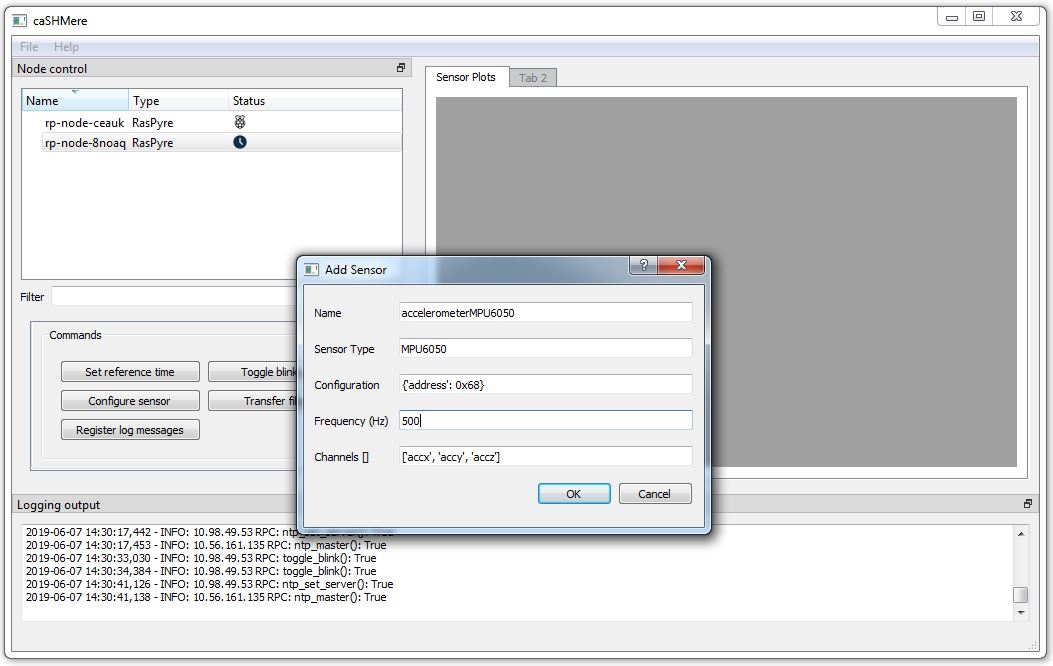 caSHMere
File Help
Node control
Name Type Status
rp-node-ceauk RasPyre
rp-node-8noaq RasPyre
Filter
Commands
Set reference time Toggle blink
Configure sensor Transfer
Register log messages
Sensor Plots Tab 2
Add Sensor
Name accelerometerMPU6050
Sensor Type MPU6050
Configuration {'address': 0x68}
Frequency (Hz) 500
Channels [] ['accx', 'accy', 'accz']
OK Cancel
Logging output
2019-06-07 14:30:17,442 - INFO: 10.98.49.53 RPC: ntp_set_server(): True
2019-06-07 14:30:17,453 - INFO: 10.56.161.135 RPC: ntp_master(): True
2019-06-07 14:30:33,030 - INFO: 10.98.49.53 RPC: toggle_blink(): True
2019-06-07 14:30:34,384 - INFO: 10.98.49.53 RPC: toggle_blink(): True
2019-06-07 14:30:41,126 - INFO: 10.98.49.53 RPC: ntp_set_server(): True
2019-06-07 14:30:41,138 - INFO: 10.56.161.135 RPC: ntp_master(): True